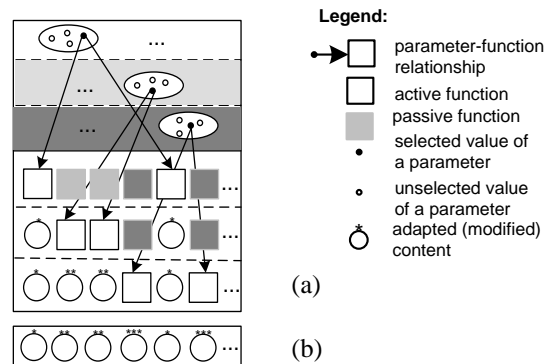 Legend:
...
parameter-function
relationship
...
active function
passive function
...
selected value of
a parameter
...
unselected value
of a parameter
* * ...
* adapted (modified)
content
* ** ** * ...
(a)
* ** ** *** * *** ...
(b)